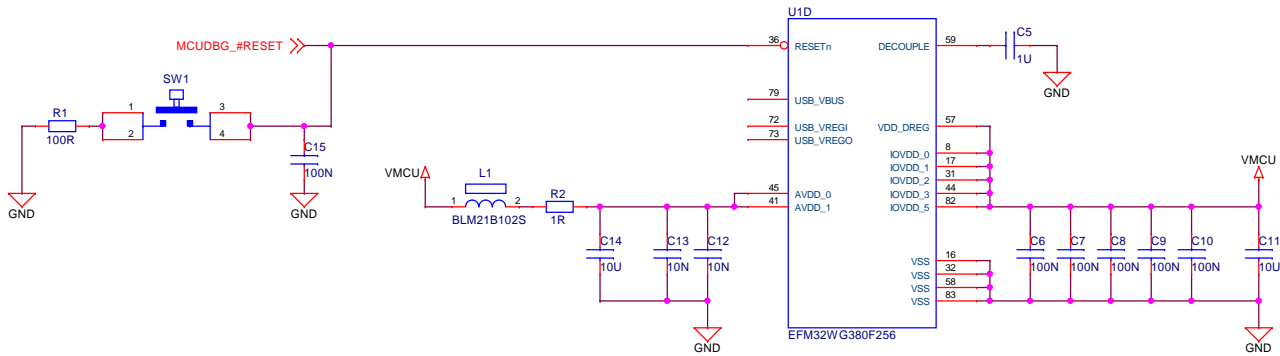 U1D
MCUDBG_#RESET
36
RESETn
DECOUPLE
59
C5
1U
GND
SW1
R1
100R
1
2
3
4
C15
100N
GND
GND
79
USB_VBUS
72
USB_VREGI
73
USB_VREGO
VDD_DREG
57
IOVDD_0
8
IOVDD_1
17
IOVDD_2
31
IOVDD_3
44
IOVDD_5
82
VMCU
VMCU
L1
1
2
BLM21B102S
R2
1R
45
AVDD_0
41
AVDD_1
C14
10U
C13
10N
C12
10N
GND
C6
100N
C7
100N
C8
100N
C9
100N
C10
100N
C11
10U
VSS
16
VSS
32
VSS
58
VSS
83
GND
EFM32WG380F256